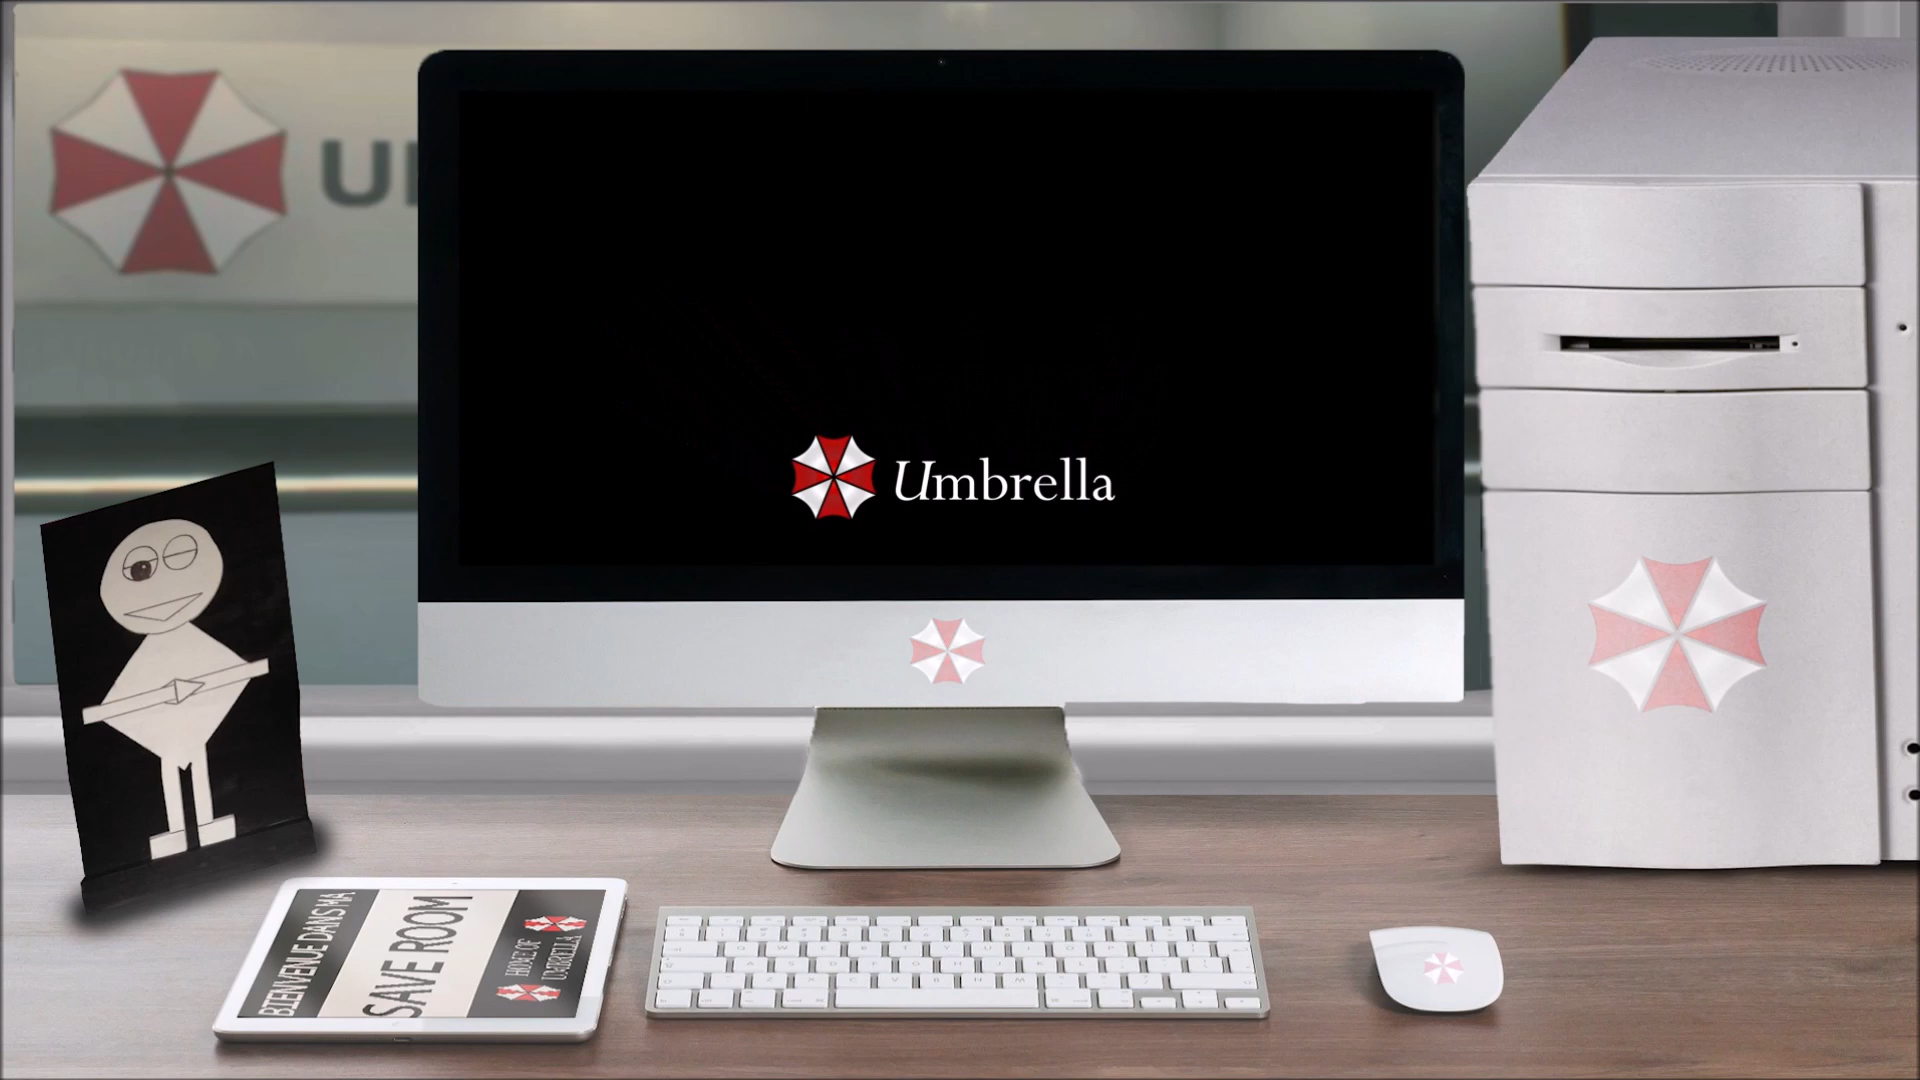 U
Umbrella
BIENVENUE DANS MA
SAVE ROOM
HOME OF
UMBRELLA